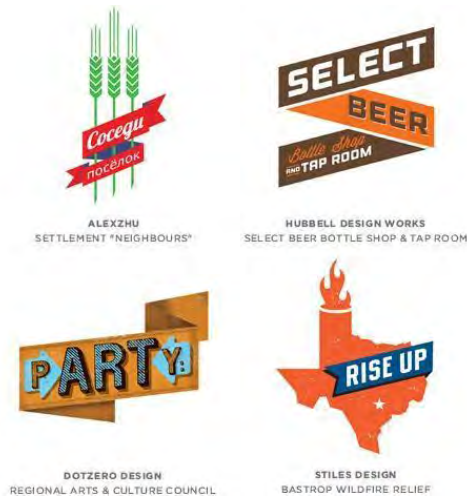 Соседи
посёлок
ALEXZHU
SETTLEMENT "NEIGHBOURS"
SELECT
BEER
Bottle Shop
AND TAP ROOM
HUBBELL DESIGN WORKS
SELECT BEER BOTTLE SHOP & TAP ROOM
PARTY:
DOTZERO DESIGN
REGIONAL ARTS & CULTURE COUNCIL
RISE UP
STILES DESIGN
BASTROP WILDFIRE RELIEF